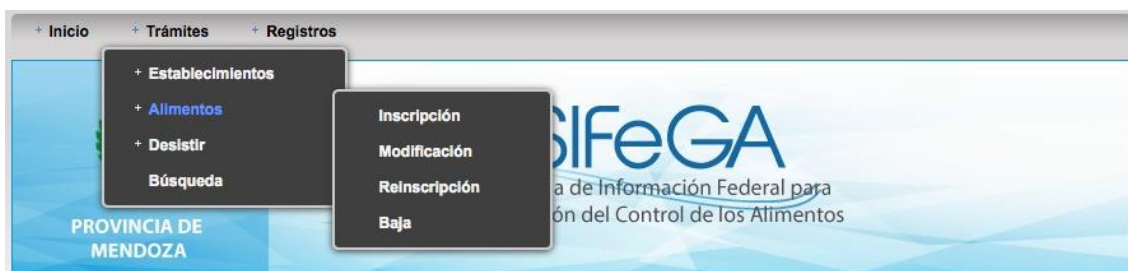 + Inicio + Trámites + Registros
+ Establecimientos
+ Alimentos
+ Desistir
Búsqueda
Inscripción
Modificación
Reinscripción
Baja
SIFeGA
a de Información Federal para
ón del Control de los Alimentos
PROVINCIA DE
MENDOZA